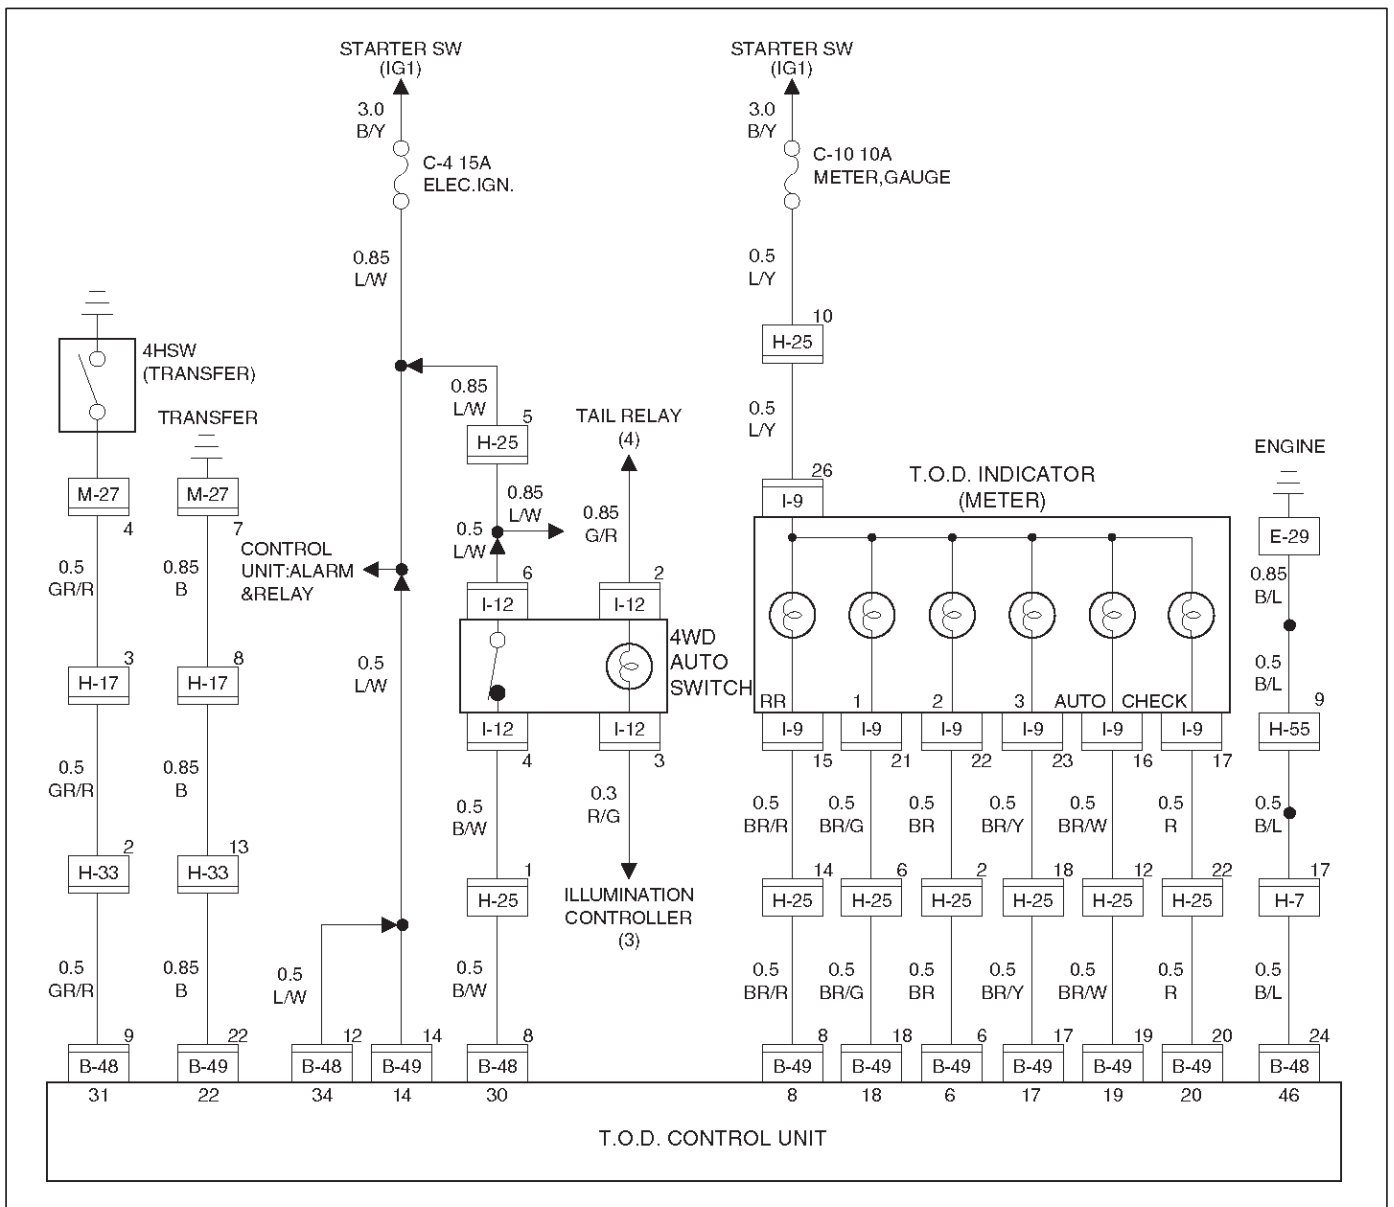 STARTER SW
(IG1)
STARTER SW
(IG1)
3.0
B/Y
3.0
B/Y
C-4 15A
ELEC.IGN.
C-10 10A
METER,GAUGE
0.85
L/W
0.5
L/Y
10
H-25
4HSW
(TRANSFER)
0.85
L/W
0.5
L/Y
TRANSFER
5
H-25
TAIL RELAY
(4)
26
I-9
T.O.D. INDICATOR
(METER)
ENGINE
M-27
4
M-27
7
0.85
L/W
0.85
G/R
0.5
L/W
E-29
CONTROL
UNIT:ALARM
&RELAY
0.5
GR/R
0.85
B
6
I-12
2
I-12
0.85
B/L
4WD
AUTO
SWITCH
3
H-17
8
H-17
0.5
L/W
0.5
B/L
RR
1
2
3
AUTO
CHECK
9
H-55
I-12
4
I-12
3
I-9
15
I-9
21
I-9
22
I-9
23
I-9
16
I-9
17
0.5
GR/R
0.85
B
0.5
B/W
0.3
R/G
0.5
BR/R
0.5
BR/G
0.5
BR
0.5
BR/Y
0.5
BR/W
0.5
R
0.5
B/L
2
H-33
13
H-33
1
H-25
ILLUMINATION
CONTROLLER
(3)
14
H-25
6
H-25
2
H-25
18
H-25
12
H-25
22
H-25
17
H-7
0.5
GR/R
0.85
B
0.5
L/W
0.5
B/W
0.5
BR/R
0.5
BR/G
0.5
BR
0.5
BR/Y
0.5
BR/W
0.5
R
0.5
B/L
9
B-48
31
22
B-49
22
12
B-48
34
14
B-49
14
8
B-48
30
8
B-49
8
18
B-49
18
6
B-49
6
17
B-49
17
19
B-49
19
20
B-49
20
24
B-48
46
T.O.D. CONTROL UNIT